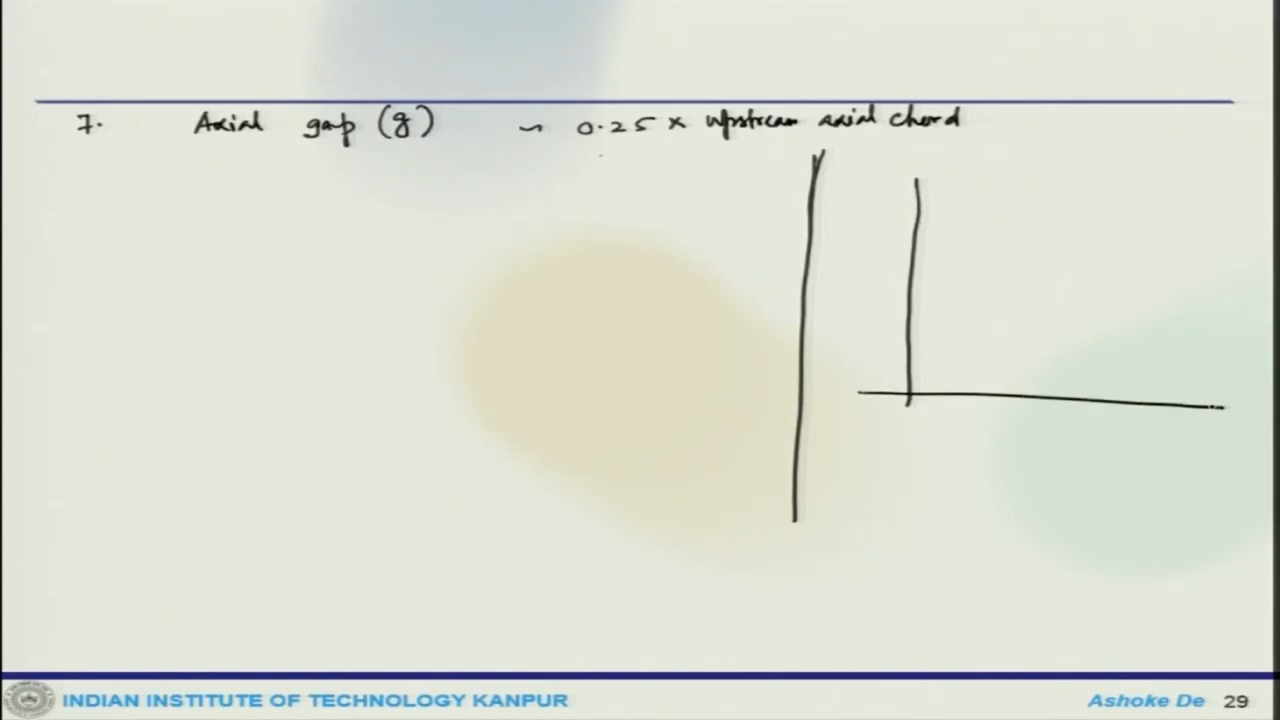 7. Axial gap (g) ~ 0.25 × upstream axial chord
INDIAN INSTITUTE OF TECHNOLOGY KANPUR
Ashoke De 29